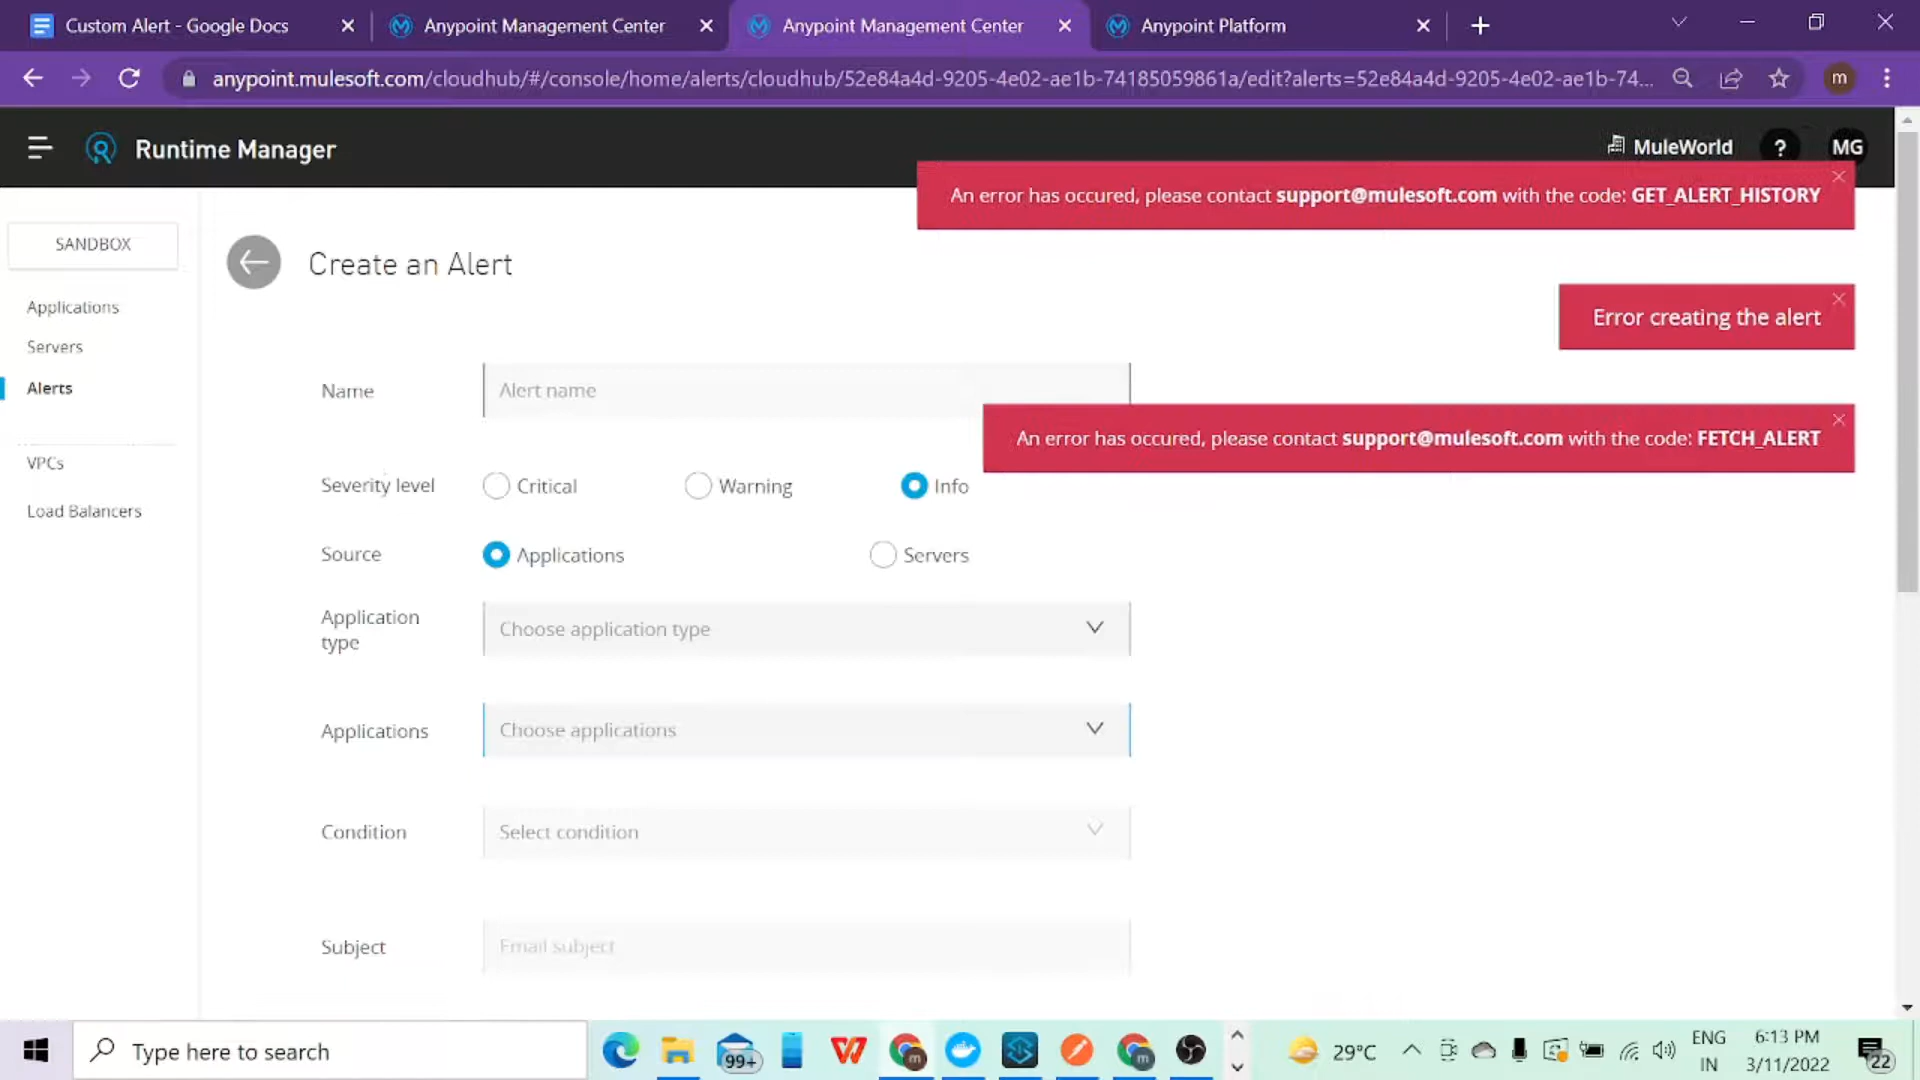 Custom Alert - Google Docs
Anypoint Management Center
Anypoint Management Center
Anypoint Platform
anypoint.mulesoft.com/cloudhub/#/console/home/alerts/cloudhub/52e84a4d-9205-4e02-ae1b-74185059861a/edit?alerts=52e84a4d-9205-4e02-ae1b-74...
m
Runtime Manager
MuleWorld
?
MG
An error has occured, please contact support@mulesoft.com with the code: GET_ALERT_HISTORY
SANDBOX
Create an Alert
Applications
Error creating the alert
Servers
Alerts
Name
Alert name
An error has occured, please contact support@mulesoft.com with the code: FETCH_ALERT
VPCs
Severity level
Critical
Warning
Info
Load Balancers
Source
Applications
Servers
Application
type
Choose application type
Applications
Choose applications
Condition
Select condition
Subject
Email subject
Type here to search
99+
m
m
29°C
ENG
IN
6:13 PM
3/11/2022
22